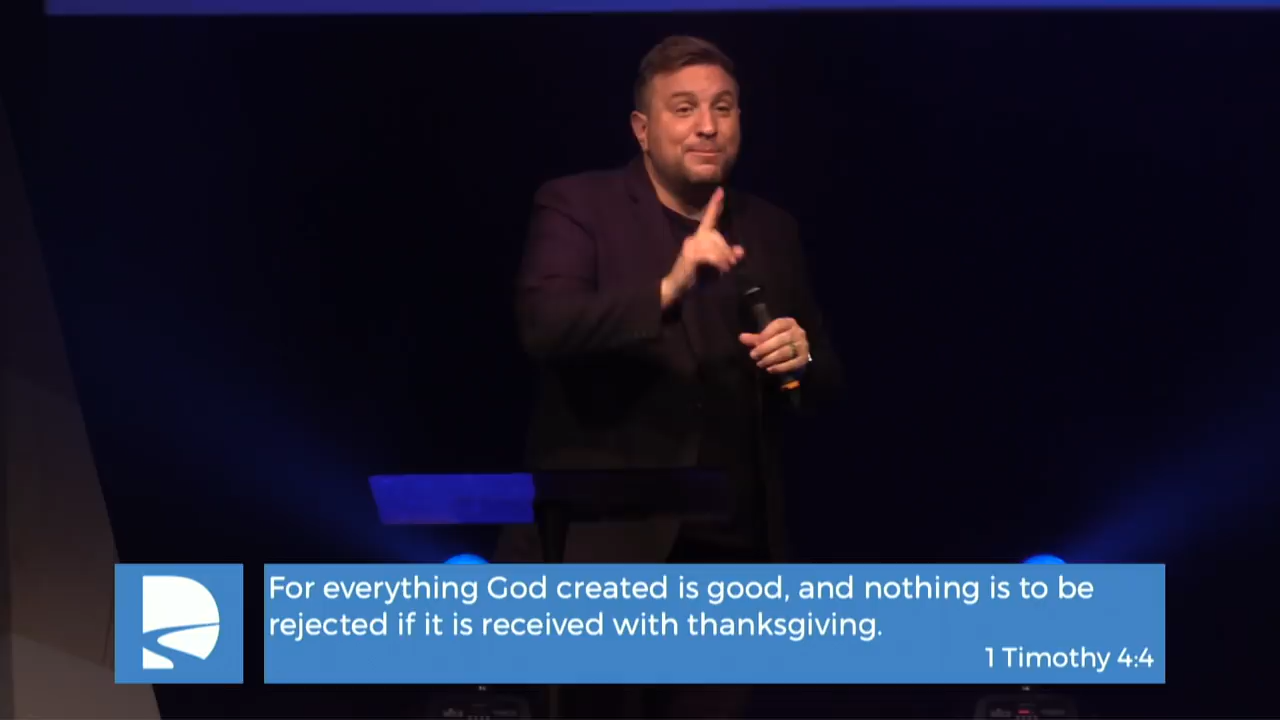 For everything God created is good, and nothing is to be
rejected if it is received with thanksgiving.
1 Timothy 4:4